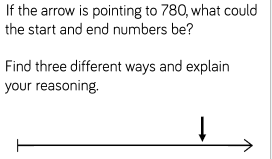 If the arrow is pointing to 780, what could
the start and end numbers be?
Find three different ways and explain
your reasoning.